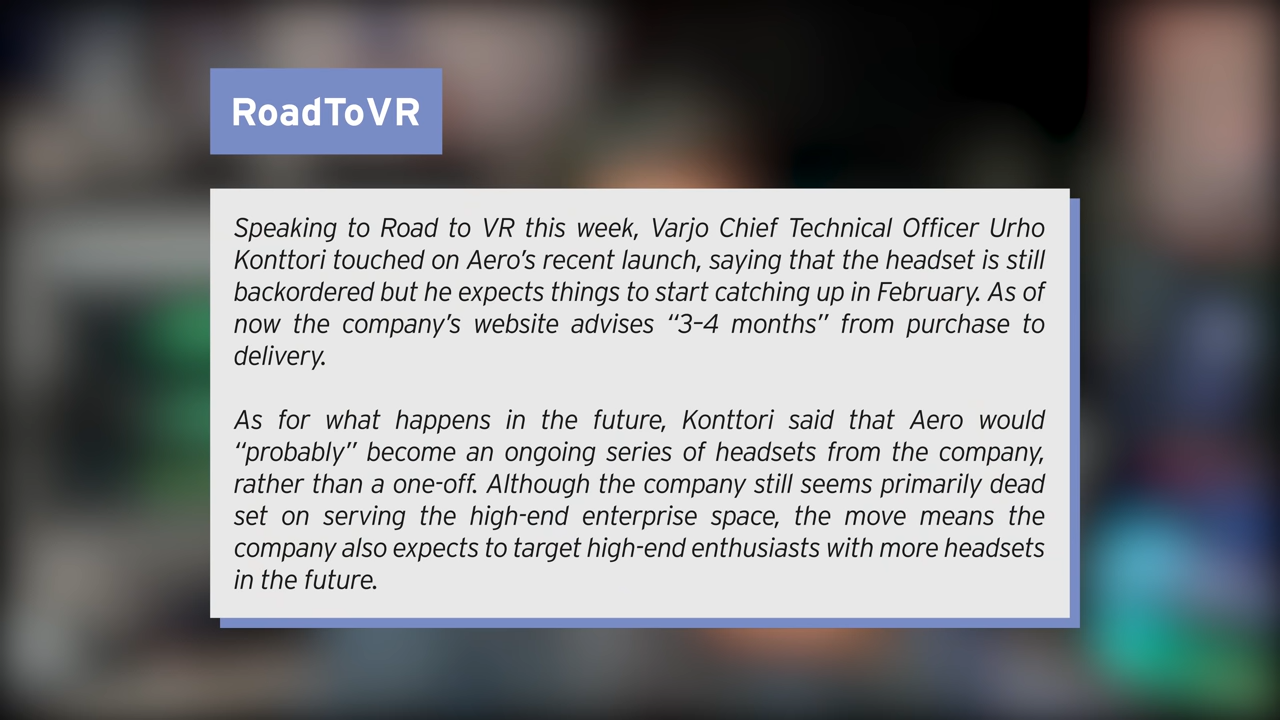 RoadToVR
Speaking to Road to VR this week, Varjo Chief Technical Officer Urho
Konttori touched on Aero’s recent launch, saying that the headset is still
backordered but he expects things to start catching up in February. As of
now the company’s website advises “3–4 months” from purchase to
delivery.
As for what happens in the future, Konttori said that Aero would
“probably” become an ongoing series of headsets from the company,
rather than a one-off. Although the company still seems primarily dead
set on serving the high-end enterprise space, the move means the
company also expects to target high-end enthusiasts with more headsets
in the future.